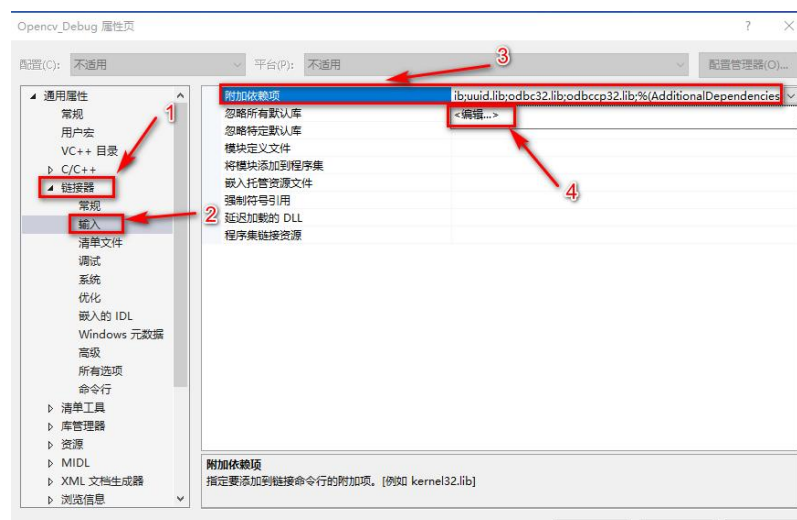 Opencv_Debug 属性页
配置(C): 不适用 平台(P): 不适用 配置管理器(O)...
3
通用属性
常规
用户宏
VC++ 目录
C/C++
链接器
常规
输入
清单文件
调试
系统
优化
嵌入的 IDL
Windows 元数据
高级
所有选项
命令行
清单工具
库管理器
资源
MIDL
XML 文档生成器
浏览信息
1
2
附加依赖项 ib;uuid.lib;odbc32.lib;odbccp32.lib;%(AdditionalDependencies
忽略所有默认库 <编辑...>
忽略特定默认库
模块定义文件
将模块添加到程序集
嵌入托管资源文件
强制符号引用
延迟加载的 DLL
程序集链接资源
4
附加依赖项
指定要添加到链接命令行的附加项。[例如 kernel32.lib]